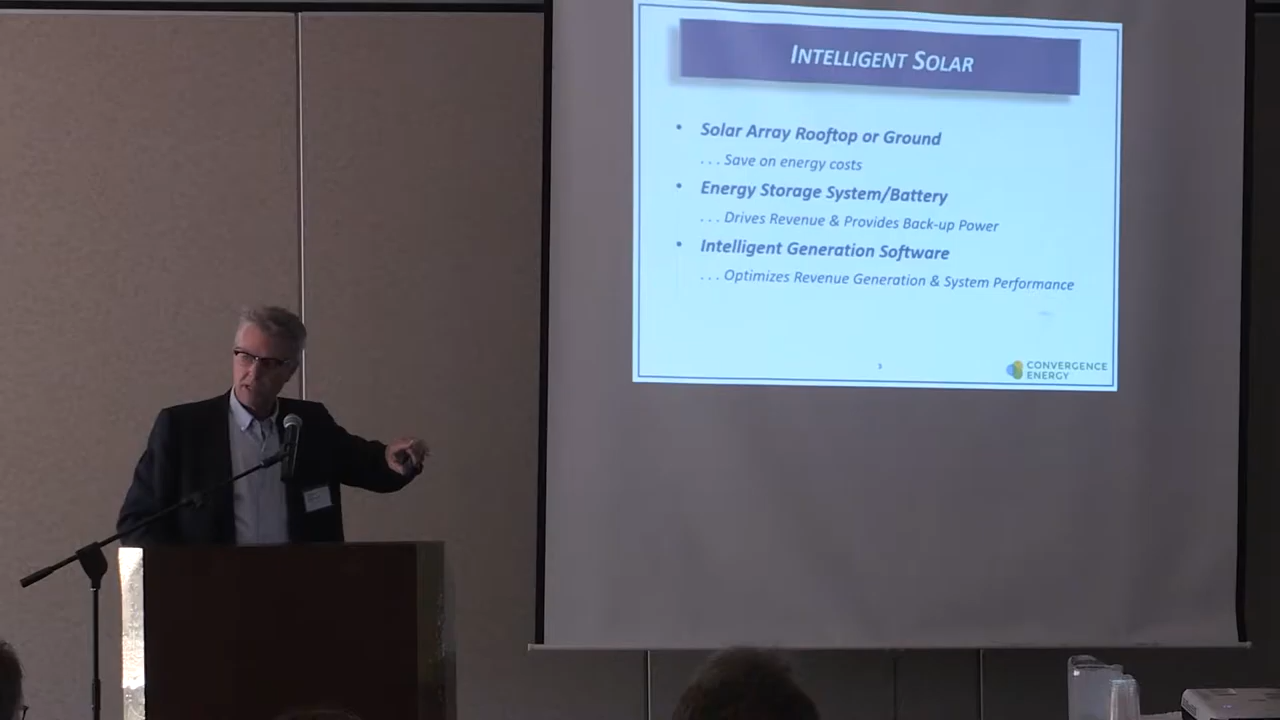 INTELLIGENT SOLAR
• Solar Array Rooftop or Ground
. . . Save on energy costs
• Energy Storage System/Battery
. . . Drives Revenue & Provides Back-up Power
• Intelligent Generation Software
. . . Optimizes Revenue Generation & System Performance
3
CONVERGENCE
ENERGY